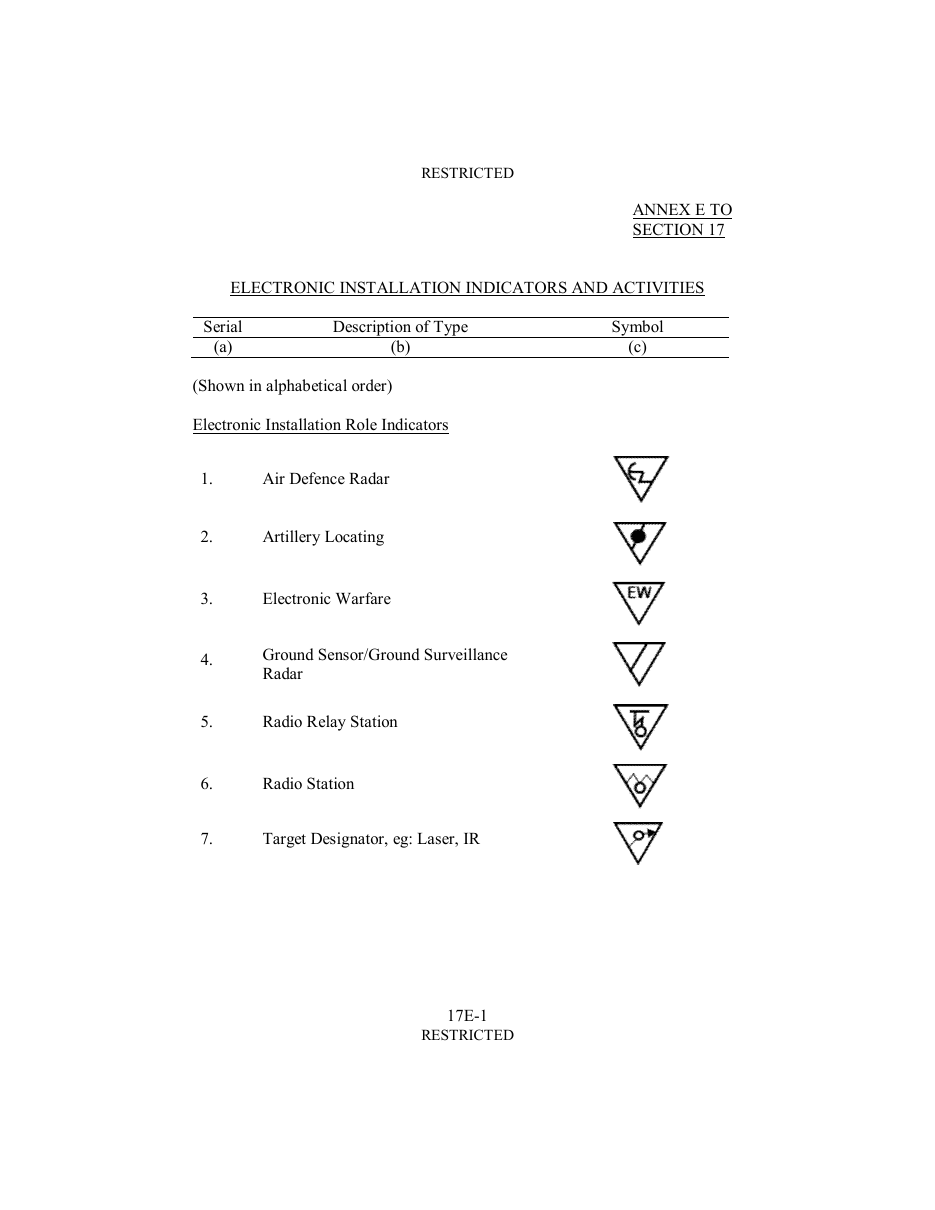 RESTRICTED
ANNEX E TO
SECTION 17
ELECTRONIC INSTALLATION INDICATORS AND ACTIVITIES
Serial Description of Type Symbol
(a) (b) (c)
(Shown in alphabetical order)
Electronic Installation Role Indicators
1. Air Defence Radar
2. Artillery Locating
3. Electronic Warfare EW
4. Ground Sensor/Ground Surveillance
Radar
5. Radio Relay Station
6. Radio Station
7. Target Designator, eg: Laser, IR
17E-1
RESTRICTED